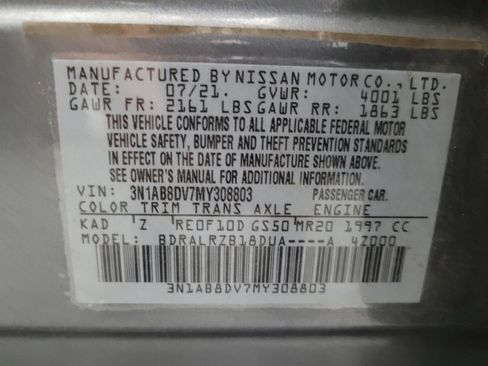 MANUFACTURED BY NISSAN MOTOR CO., LTD.
DATE: 07/21. GVWR: 4001 LBS
GAWR FR: 2161 LBS GAWR RR: 1863 LBS
THIS VEHICLE CONFORMS TO ALL APPLICABLE FEDERAL MOTOR
VEHICLE SAFETY, BUMPER AND THEFT PREVENTION STANDARDS
IN EFFECT ON THE DATE OF MANUFACTURE SHOWN ABOVE.
SEE OWNER'S MANUAL FOR ADDITIONAL INFORMATION.
VIN: 3N1AB8DV7MY308803 PASSENGER CAR.
COLOR TRIM TRANS AXLE ENGINE
KAD Z RE0F10D GS50 MR20 1997 CC
MODEL: BDRALRZB16DUA----A 4Z000
3N1AB8DV7MY308803